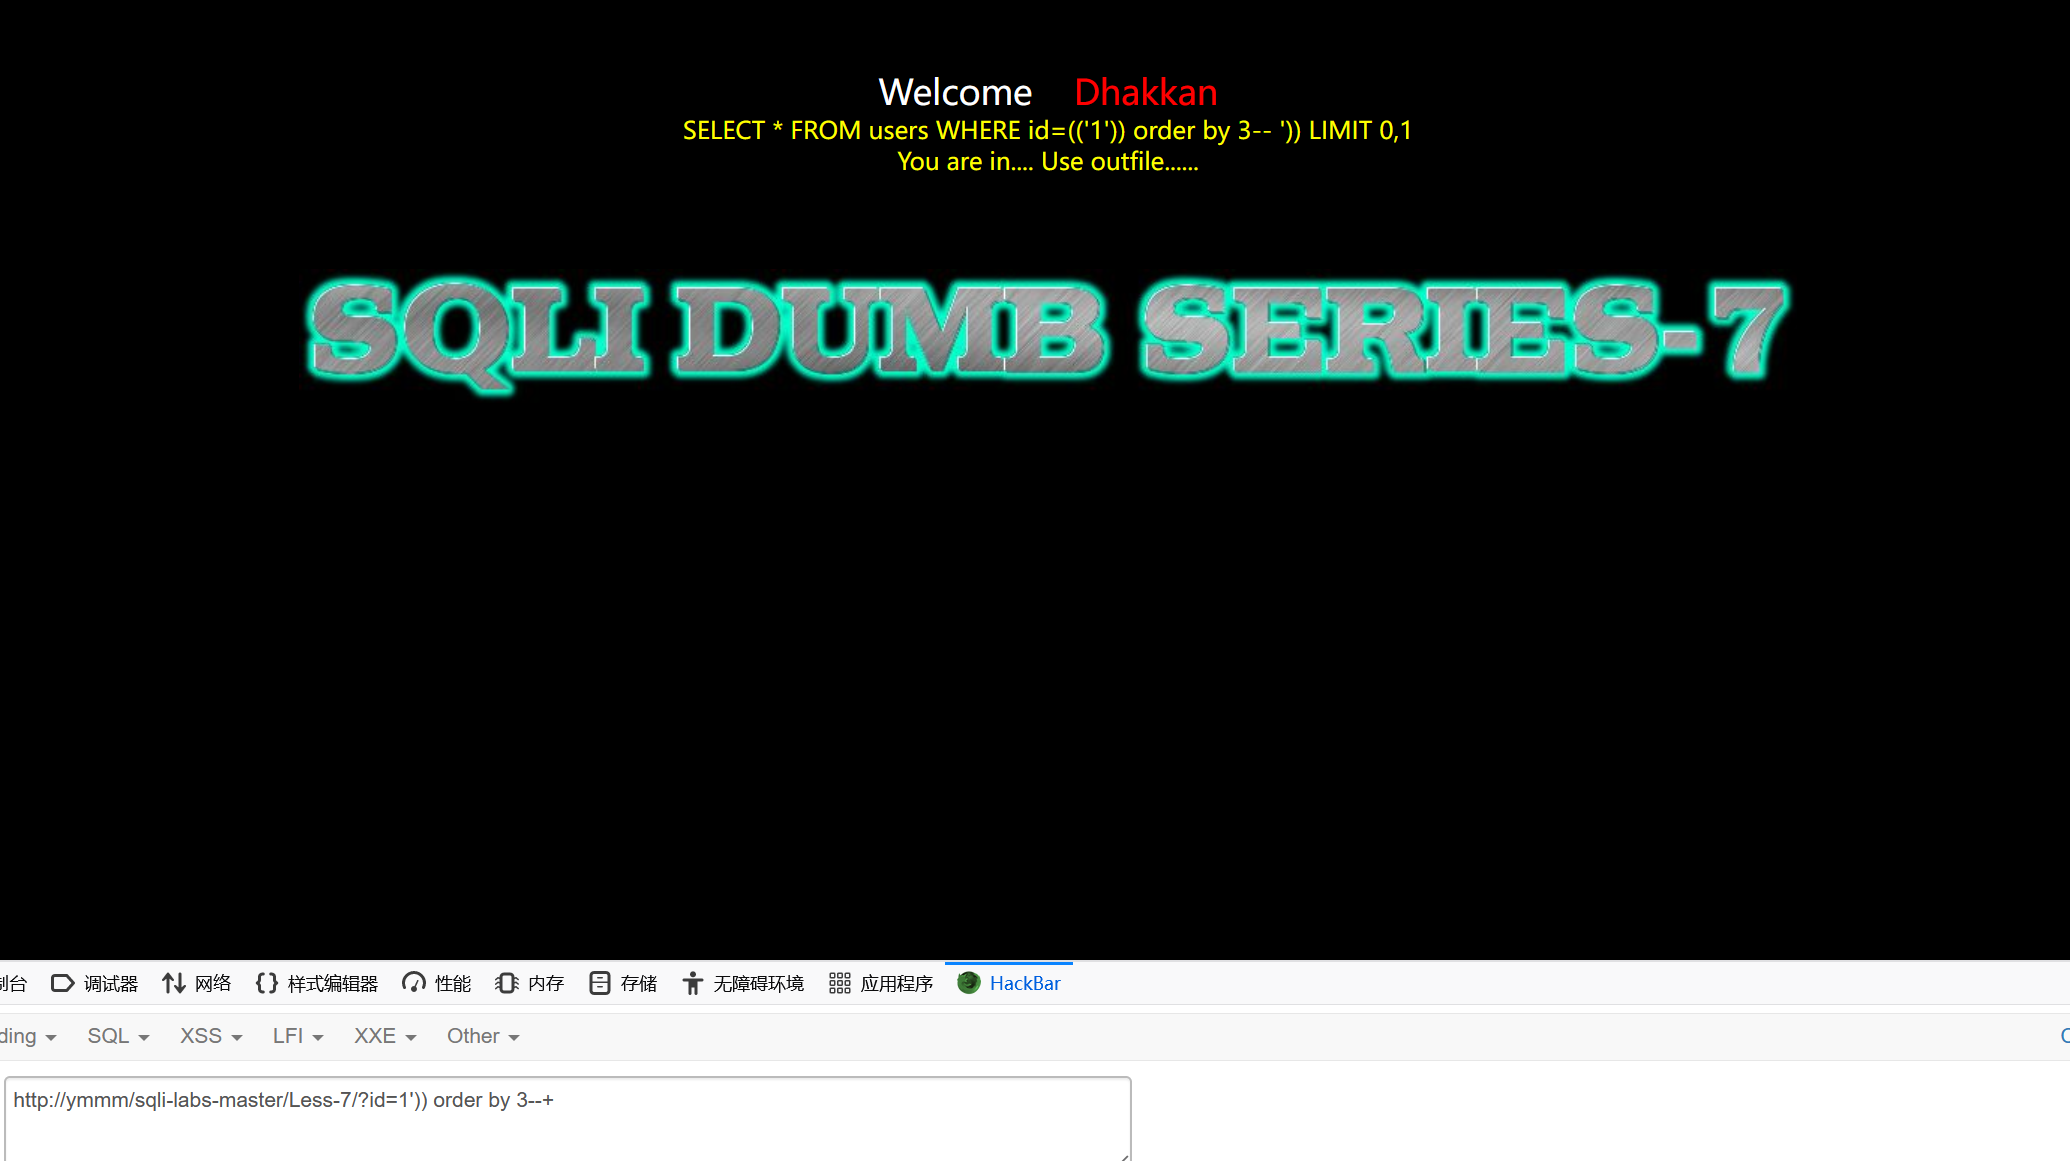 Welcome Dhakkan
SELECT * FROM users WHERE id=(('1')) order by 3-- ')) LIMIT 0,1
You are in.... Use outfile......
SQLI DUMB SERIES-7
制台 调试器 网络 样式编辑器 性能 内存 存储 无障碍环境 应用程序 HackBar
ding SQL XSS LFI XXE Other
http://ymmm/sqli-labs-master/Less-7/?id=1')) order by 3--+